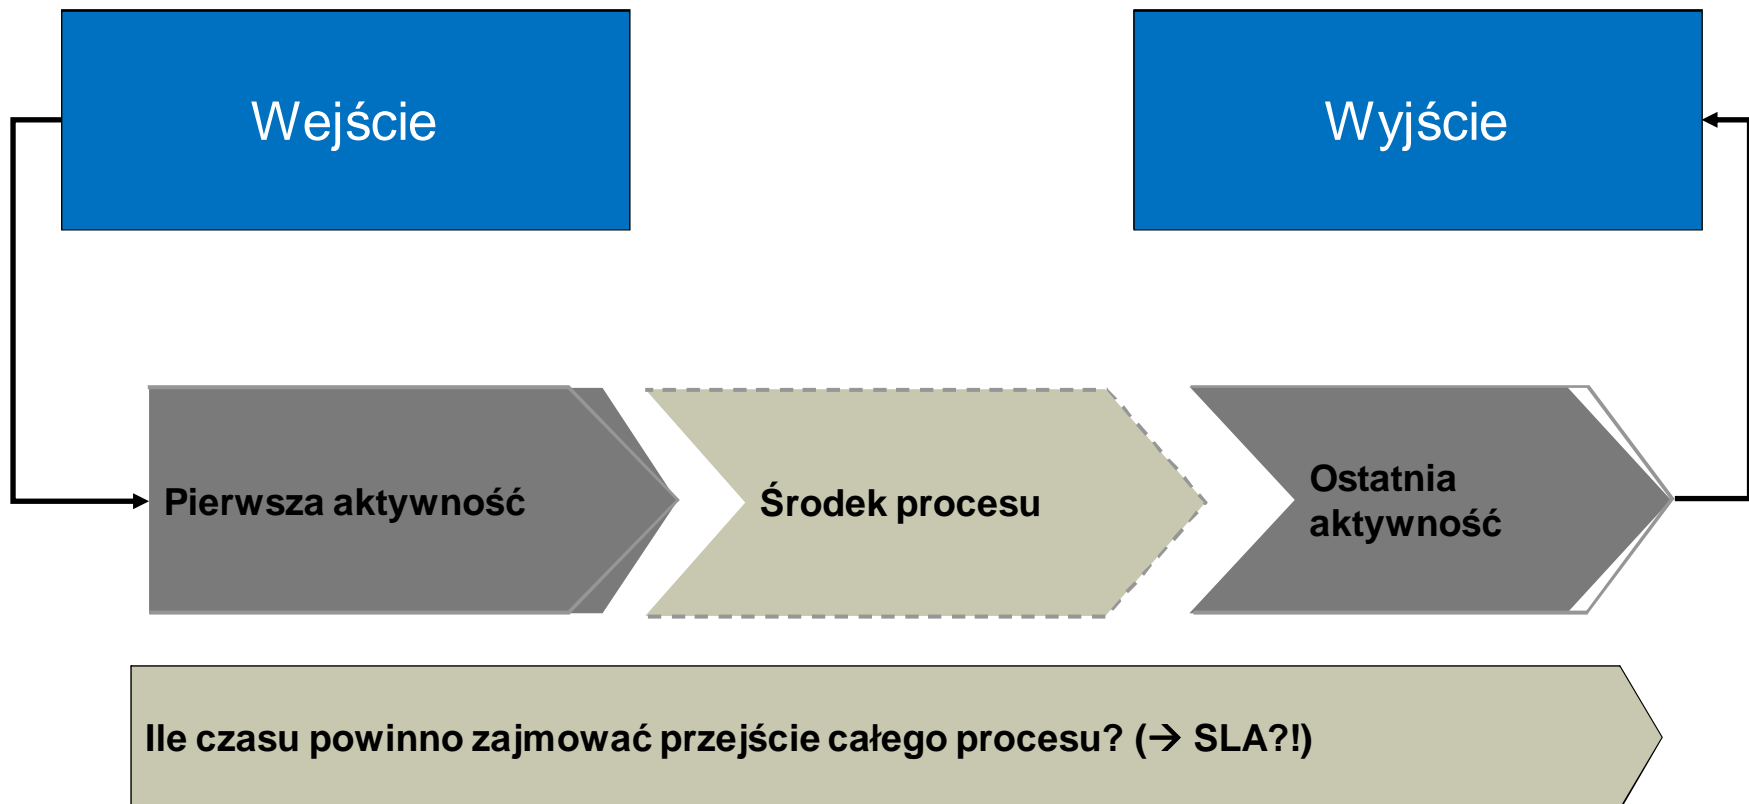 Wejście
Wyjście
Pierwsza aktywność
Środek procesu
Ostatnia
aktywność
Ile czasu powinno zajmować przejście całego procesu? (→ SLA?!)